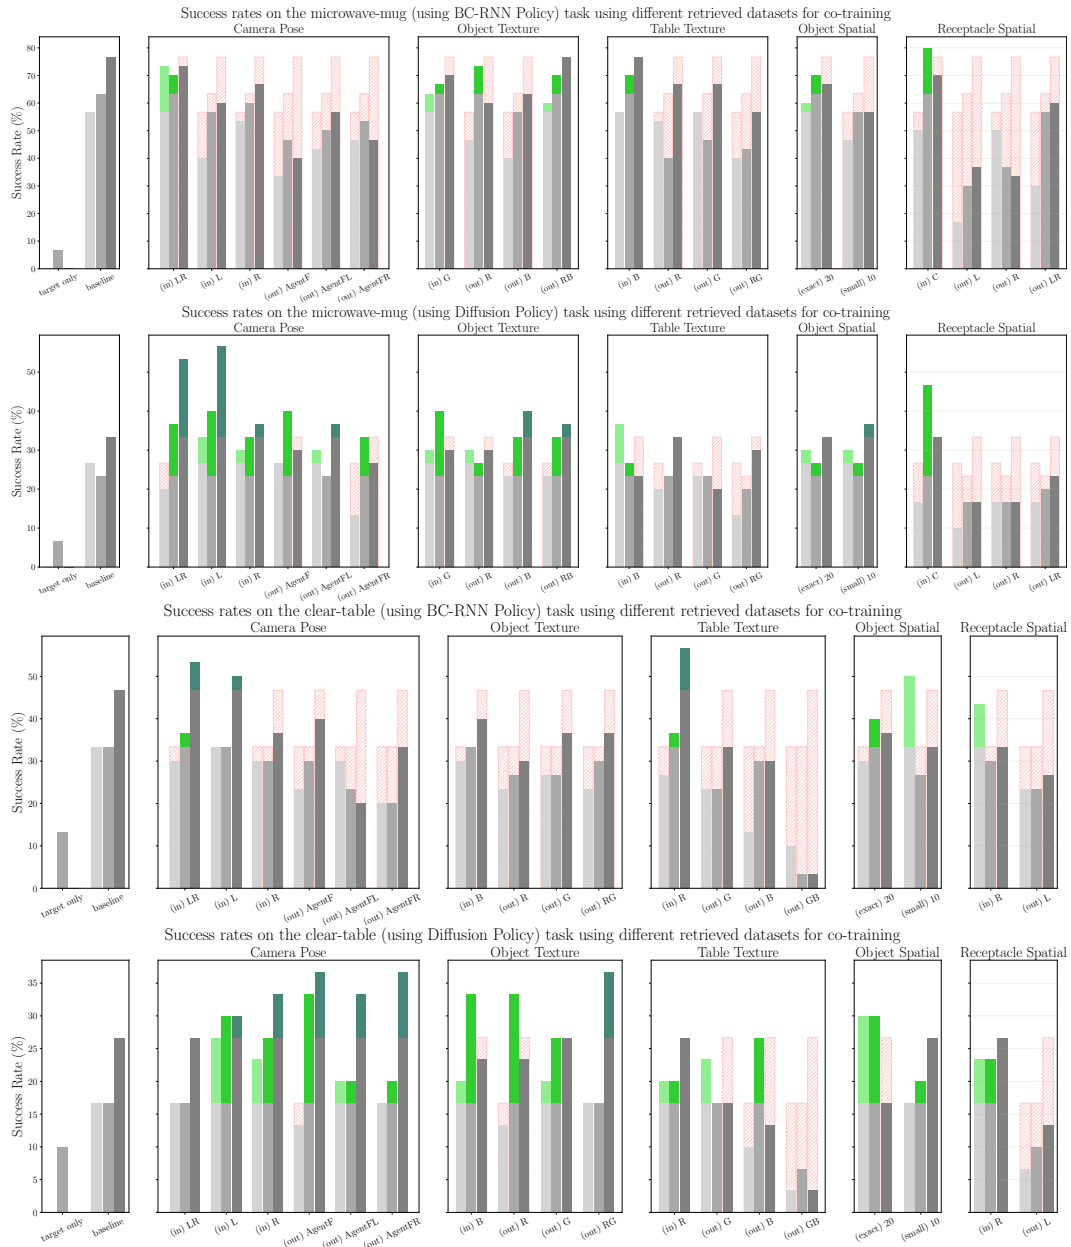 Success rates on the microwave-mug (using BC-RNN Policy) task using different retrieved datasets for co-training
Camera Pose
Object Texture
Table Texture
Object Spatial
Receptacle Spatial
Success Rate (%)
80
70
60
50
40
30
20
10
0
target only
baseline
(in) LR
(in) L
(in) R
(out) AgentF
(out) AgentFL
(out) AgentFR
(in) G
(out) R
(out) B
(out) RB
(in) B
(out) R
(out) G
(out) RG
(exact) 20
(small) 10
(in) C
(out) L
(out) R
(out) LR
Success rates on the microwave-mug (using Diffusion Policy) task using different retrieved datasets for co-training
Camera Pose
Object Texture
Table Texture
Object Spatial
Receptacle Spatial
Success Rate (%)
50
40
30
20
10
0
target only
baseline
(in) LR
(in) L
(in) R
(out) AgentF
(out) AgentFL
(out) AgentFR
(in) G
(out) R
(out) B
(out) RB
(in) B
(out) R
(out) G
(out) RG
(exact) 20
(small) 10
(in) C
(out) L
(out) R
(out) LR
Success rates on the clear-table (using BC-RNN Policy) task using different retrieved datasets for co-training
Camera Pose
Object Texture
Table Texture
Object Spatial
Receptacle Spatial
Success Rate (%)
50
40
30
20
10
0
target only
baseline
(in) LR
(in) L
(in) R
(out) AgentF
(out) AgentFL
(out) AgentFR
(in) B
(out) R
(out) G
(out) RG
(in) R
(out) G
(out) B
(out) GB
(exact) 20
(small) 10
(in) R
(out) L
Success rates on the clear-table (using Diffusion Policy) task using different retrieved datasets for co-training
Camera Pose
Object Texture
Table Texture
Object Spatial
Receptacle Spatial
Success Rate (%)
35
30
25
20
15
10
5
0
target only
baseline
(in) LR
(in) L
(in) R
(out) AgentF
(out) AgentFL
(out) AgentFR
(in) B
(out) R
(out) G
(out) RG
(in) R
(out) G
(out) B
(out) GB
(exact) 20
(small) 10
(in) R
(out) L